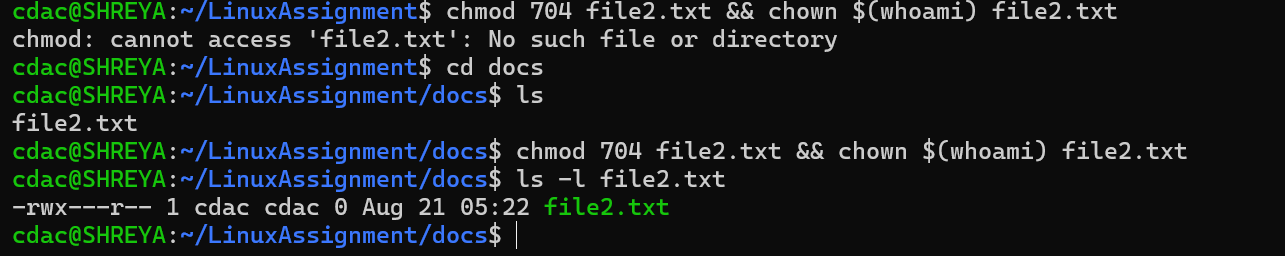 cdac@SHREYA:~/LinuxAssignment$ chmod 704 file2.txt && chown $(whoami) file2.txt
chmod: cannot access 'file2.txt': No such file or directory
cdac@SHREYA:~/LinuxAssignment$ cd docs
cdac@SHREYA:~/LinuxAssignment/docs$ ls
file2.txt
cdac@SHREYA:~/LinuxAssignment/docs$ chmod 704 file2.txt && chown $(whoami) file2.txt
cdac@SHREYA:~/LinuxAssignment/docs$ ls -l file2.txt
-rwx---r-- 1 cdac cdac 0 Aug 21 05:22 file2.txt
cdac@SHREYA:~/LinuxAssignment/docs$